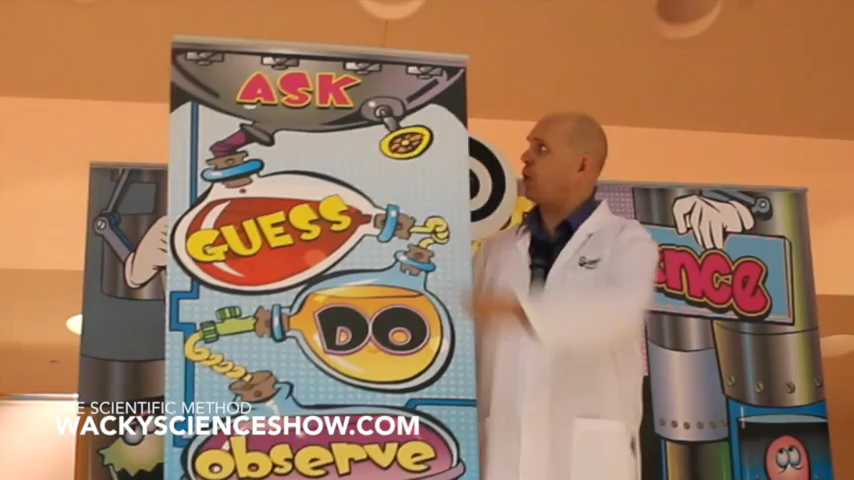 ASK
GUESS
DO
observe
ence
THE SCIENTIFIC METHOD
WACKYSCIENCESHOW.COM